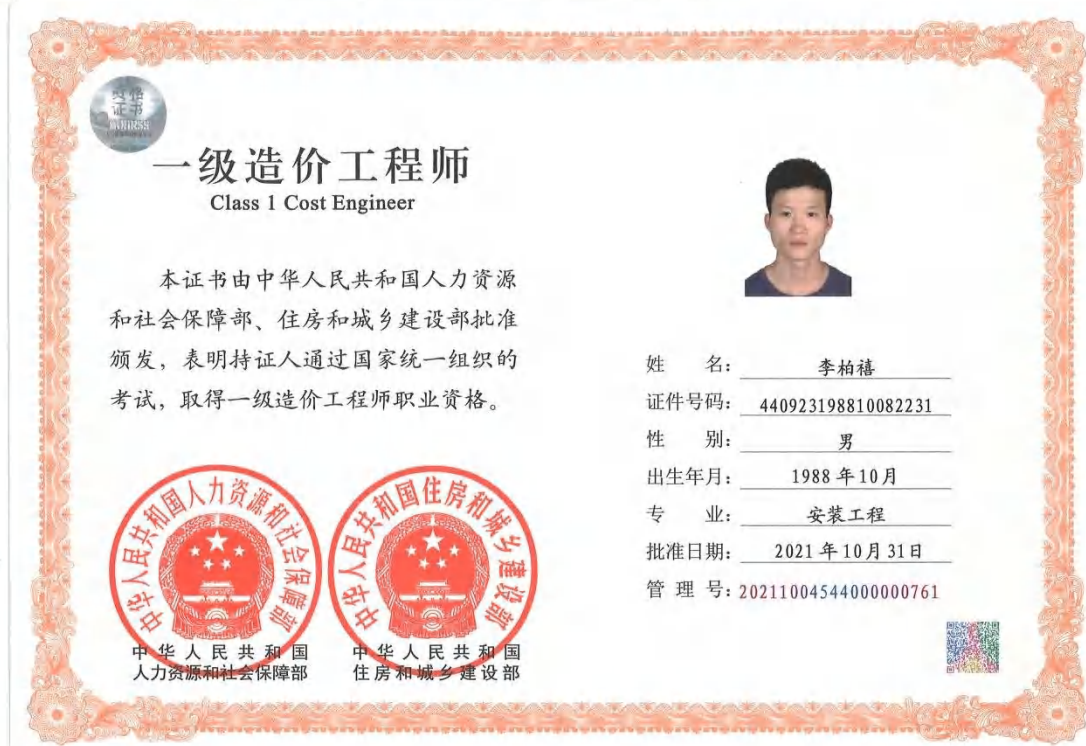 资格
证书
MOHRSS
一级造价工程师
Class 1 Cost Engineer
本证书由中华人民共和国人力资源
和社会保障部、住房和城乡建设部批准
颁发，表明持证人通过国家统一组织的
考试，取得一级造价工程师职业资格。
中华人民共和国人力资源和社会保障部
中华人民共和国住房和城乡建设部
中华人民共和国
人力资源和社会保障部
中华人民共和国
住房和城乡建设部
姓 名：李柏禧
证件号码：440923198810082231
性 别：男
出生年月：1988年10月
专 业：安装工程
批准日期：2021年10月31日
管 理 号：20211004544000000761